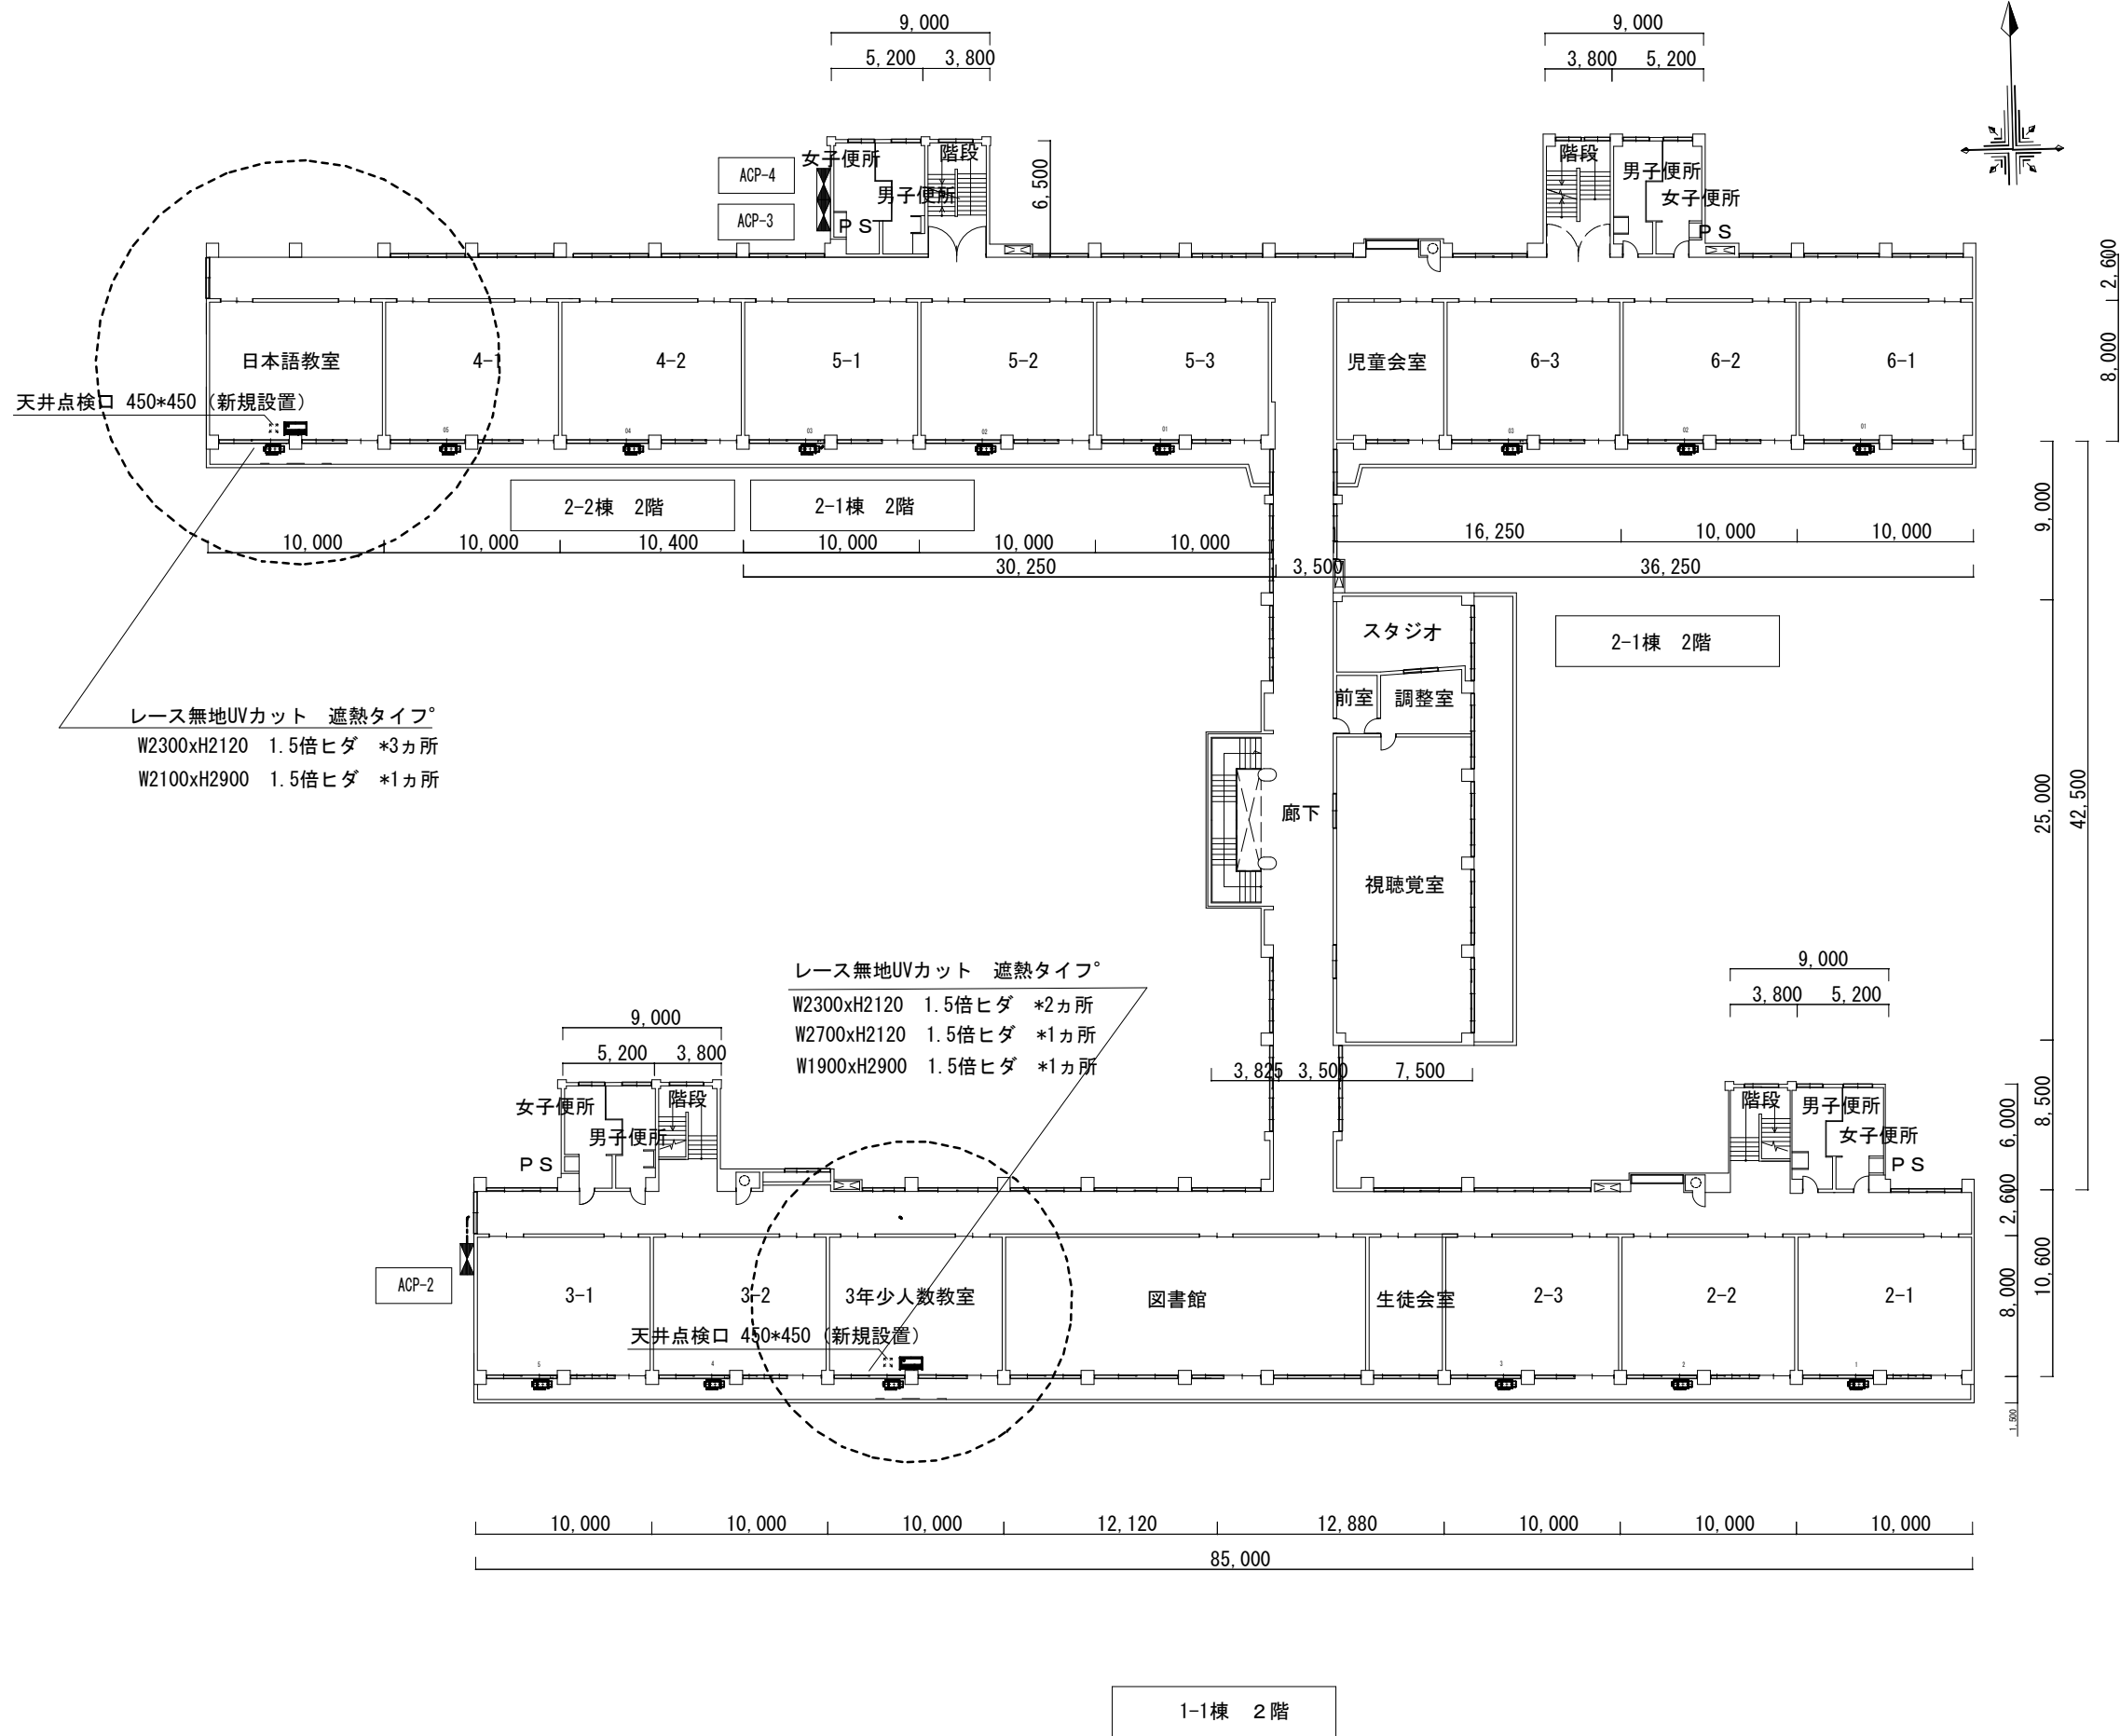 9,000
5,200 3,800
9,000
3,800 5,200
女子便所
階段
男子便所
PS
6,500
ACP-4
ACP-3
階段
男子便所
女子便所
PS
2,600
8,000
日本語教室
4-1
4-2
5-1
5-2
5-3
児童会室
6-3
6-2
6-1
天井点検口 450*450 (新規設置)
05
04
03
02
01
03
02
01
2-2棟 2階
2-1棟 2階
10,000 10,000 10,400 10,000 10,000 10,000
16,250 10,000 10,000
30,250 3,500 36,250
9,000
25,000
42,500
8,500
スタジオ
2-1棟 2階
前室
調整室
廊下
視聴覚室
レース無地UVカット 遮熱タイプ
W2300xH2120 1.5倍ヒダ *3ヵ所
W2100xH2900 1.5倍ヒダ *1ヵ所
レース無地UVカット 遮熱タイプ
W2300xH2120 1.5倍ヒダ *2ヵ所
W2700xH2120 1.5倍ヒダ *1ヵ所
W1900xH2900 1.5倍ヒダ *1ヵ所
3,825 3,500 7,500
9,000
5,200 3,800
9,000
3,800 5,200
女子便所
階段
男子便所
PS
階段
男子便所
女子便所
PS
6,000
2,600
8,000
10,600
1,500
ACP-2
3-1
3-2
3年少人数教室
図書館
生徒会室
2-3
2-2
2-1
天井点検口 450*450 (新規設置)
5
4
3
2
1
10,000 10,000 10,000 12,120 12,880 10,000 10,000 10,000
85,000
1-1棟 2階